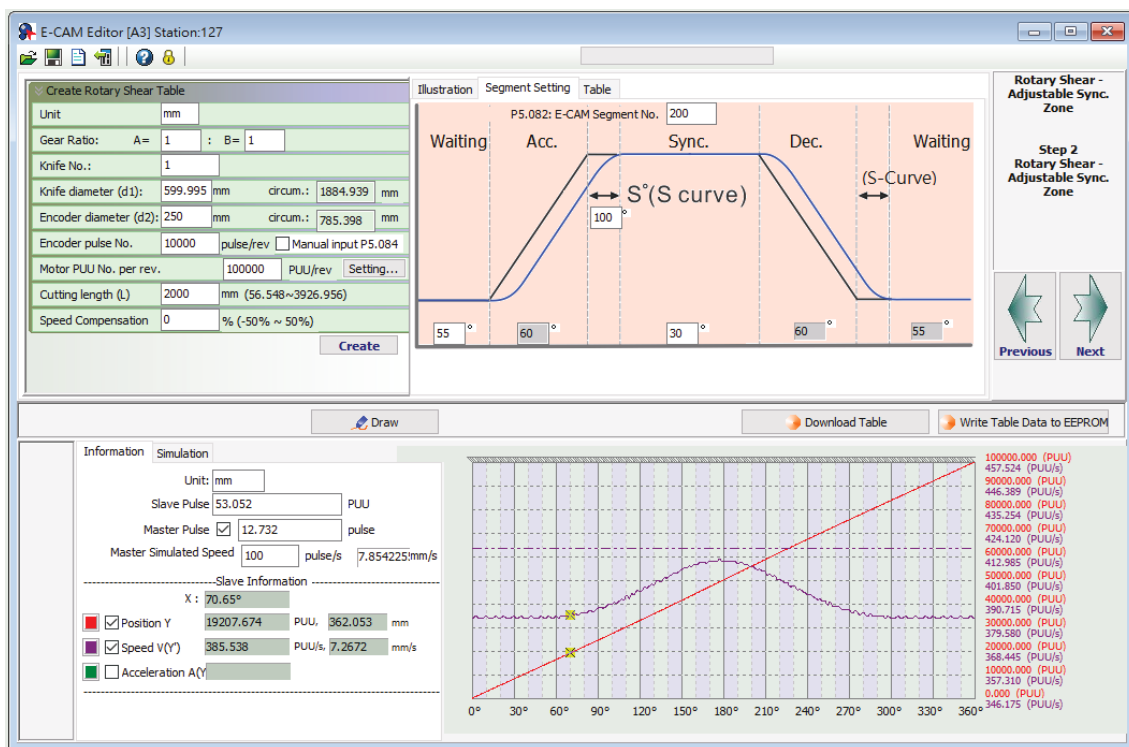 E-CAM Editor [A3] Station:127
Create Rotary Shear Table
Unit mm
Gear Ratio: A= 1 : B= 1
Knife No.: 1
Knife diameter (d1): 599.995 mm circum.: 1884.939 mm
Encoder diameter (d2): 250 mm circum.: 785.398 mm
Encoder pulse No. 10000 pulse/rev Manual input P5.084
Motor PUU No. per rev. 100000 PUU/rev Setting...
Cutting length (L) 2000 mm (56.548~3926.956)
Speed Compensation 0 % (-50% ~ 50%)
Create
Illustration Segment Setting Table
P5.082: E-CAM Segment No. 200
Waiting Acc. Sync. Dec. Waiting
S°(S curve) (S-Curve)
100 °
55 ° 60 ° 30 ° 60 ° 55 °
Rotary Shear -
Adjustable Sync.
Zone
Step 2
Rotary Shear -
Adjustable Sync.
Zone
Previous Next
Draw Download Table Write Table Data to EEPROM
Information Simulation
Unit: mm
Slave Pulse 53.052 PUU
Master Pulse 12.732 pulse
Master Simulated Speed 100 pulse/s 7.854225!mm/s
Slave Information
X : 70.65°
Position Y 19207.674 PUU, 362.053 mm
Speed V(Y') 385.538 PUU/s, 7.2672 mm/s
Acceleration A(Y
100000.000 (PUU)
457.524 (PUU/s)
90000.000 (PUU)
446.389 (PUU/s)
80000.000 (PUU)
435.254 (PUU/s)
70000.000 (PUU)
424.120 (PUU/s)
60000.000 (PUU)
412.985 (PUU/s)
50000.000 (PUU)
401.850 (PUU/s)
40000.000 (PUU)
390.715 (PUU/s)
30000.000 (PUU)
379.580 (PUU/s)
20000.000 (PUU)
368.445 (PUU/s)
10000.000 (PUU)
357.310 (PUU/s)
0.000 (PUU)
346.175 (PUU/s)
0° 30° 60° 90° 120° 150° 180° 210° 240° 270° 300° 330° 360°